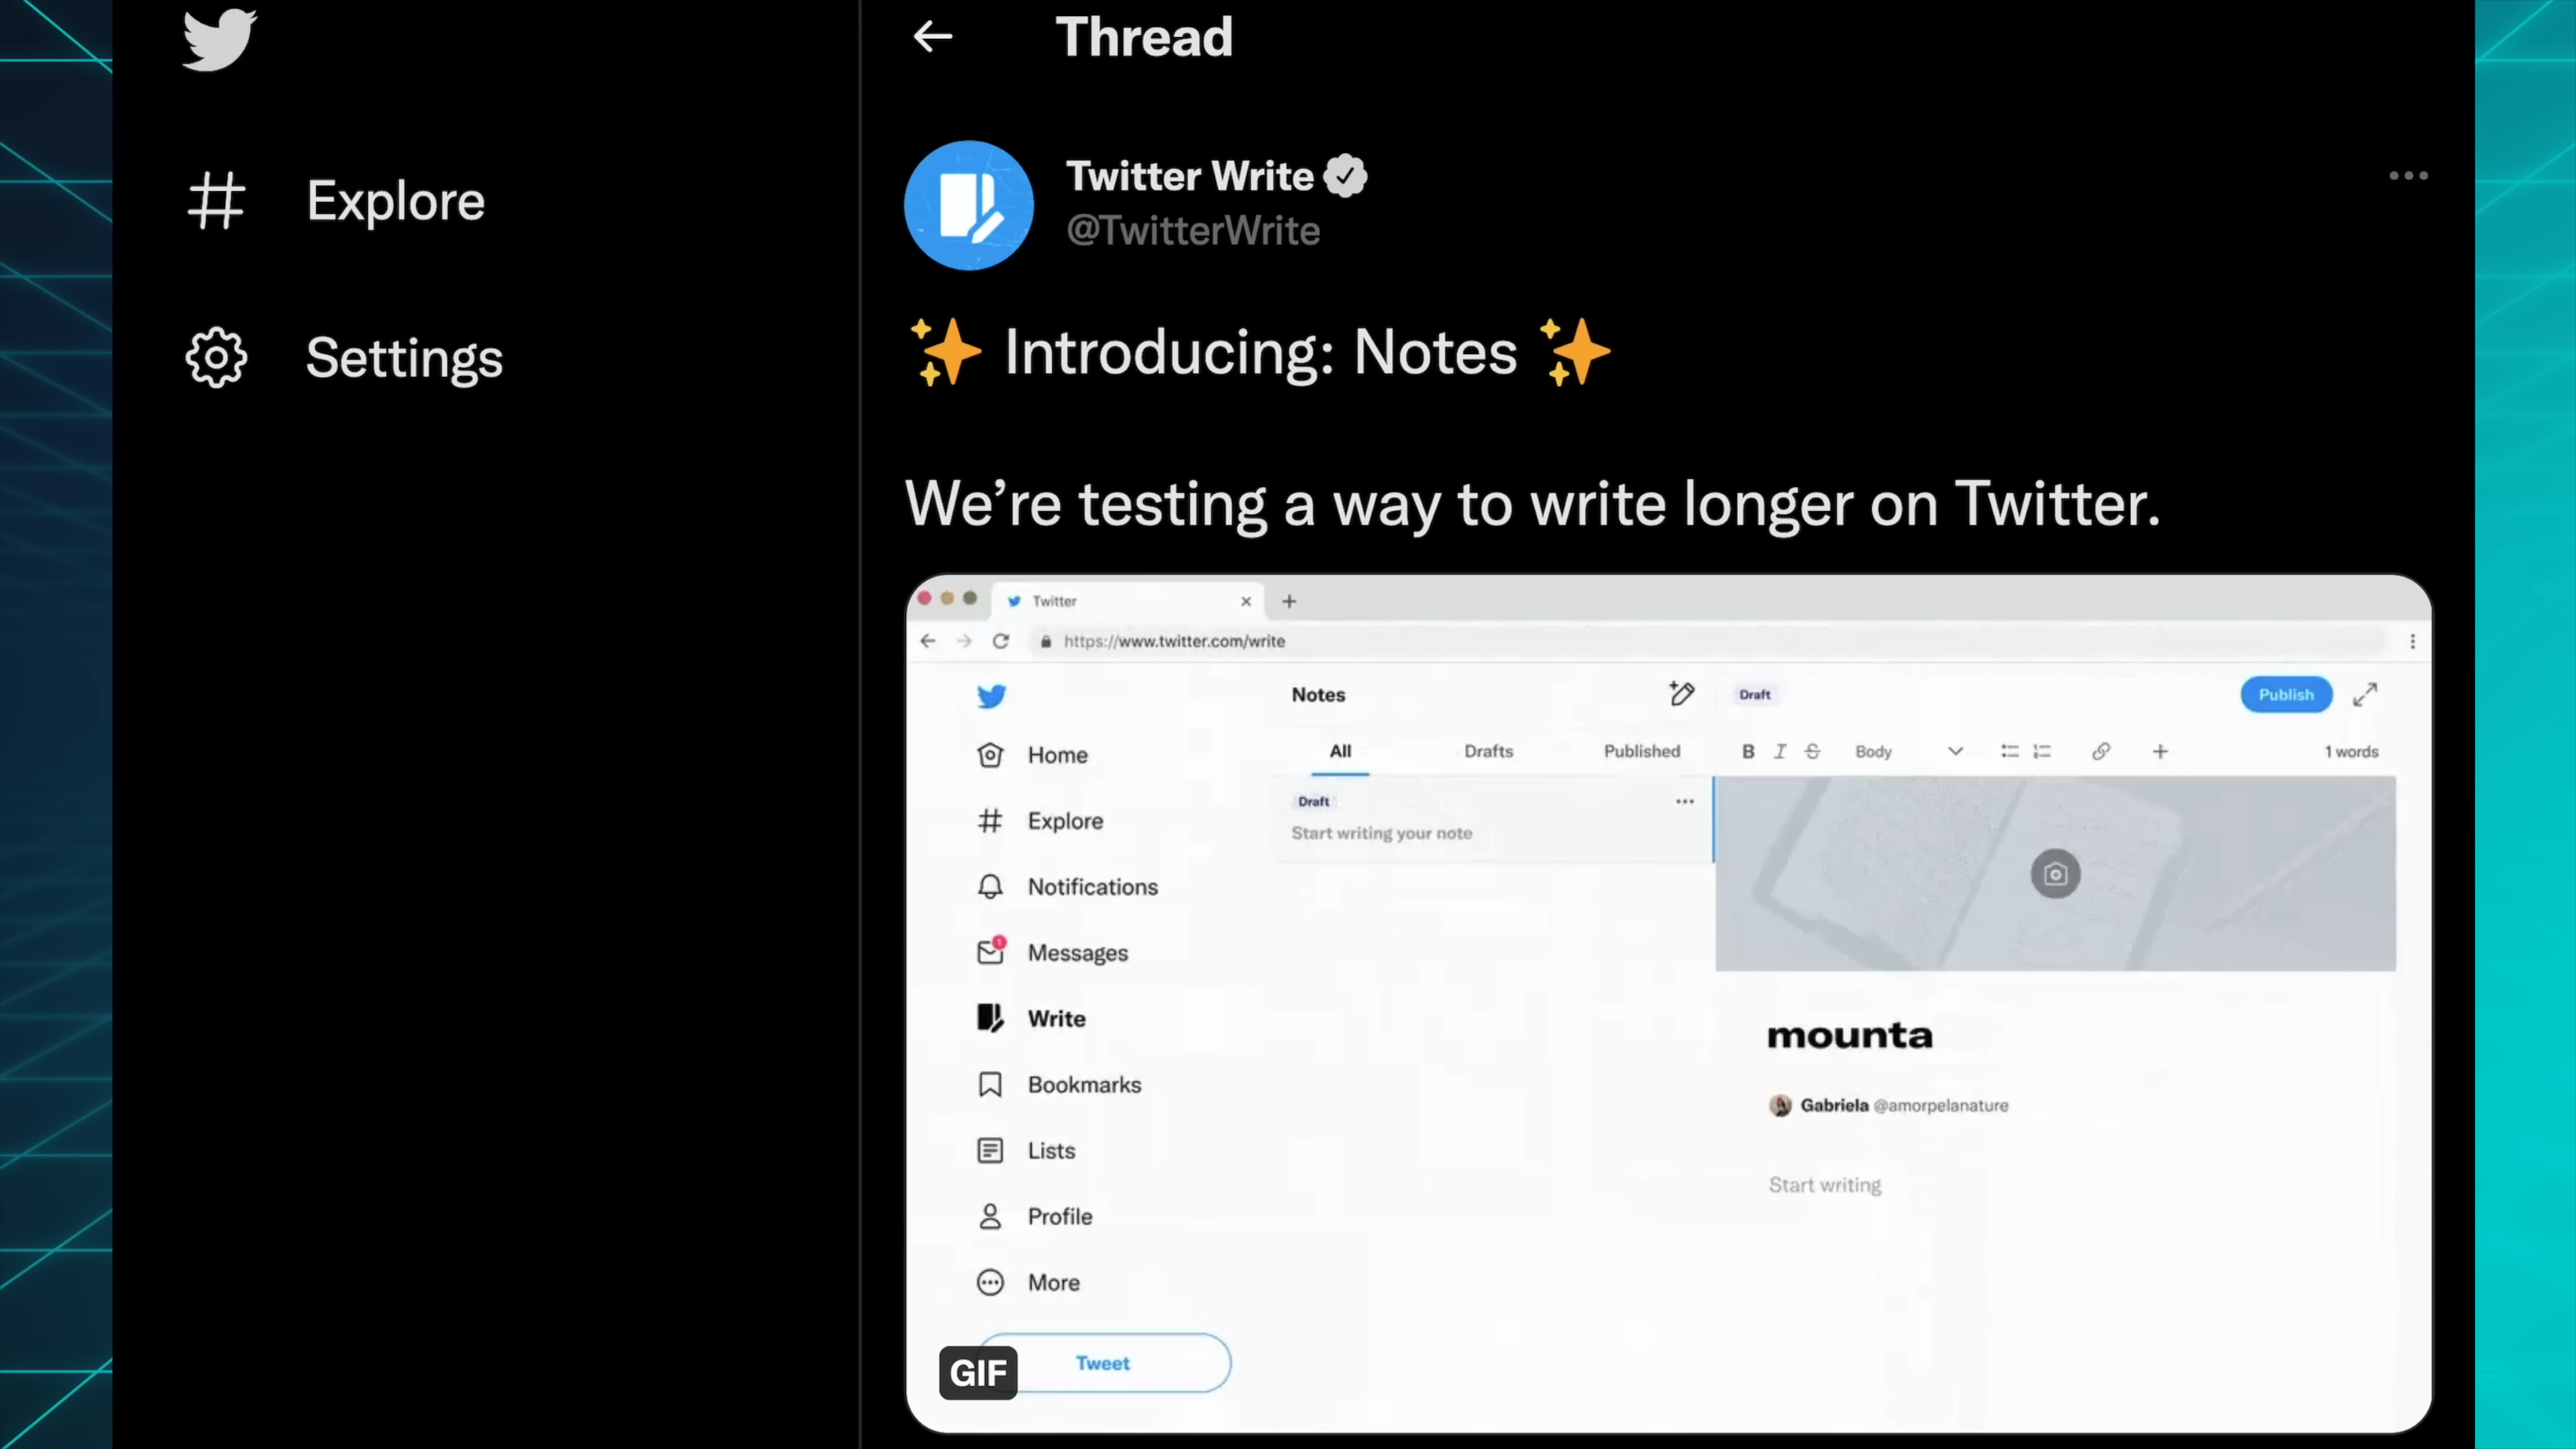 Thread
Explore
Settings
Twitter Write
@TwitterWrite
✨ Introducing: Notes ✨
We’re testing a way to write longer on Twitter.
Twitter
https://www.twitter.com/write
Home
Explore
Notifications
1
Messages
Write
Bookmarks
Lists
Profile
More
Tweet
GIF
Notes
All Drafts Published
Draft
Start writing your note
Draft
Publish
B I S Body 1 words
mounta
Gabriela @amorpelanature
Start writing